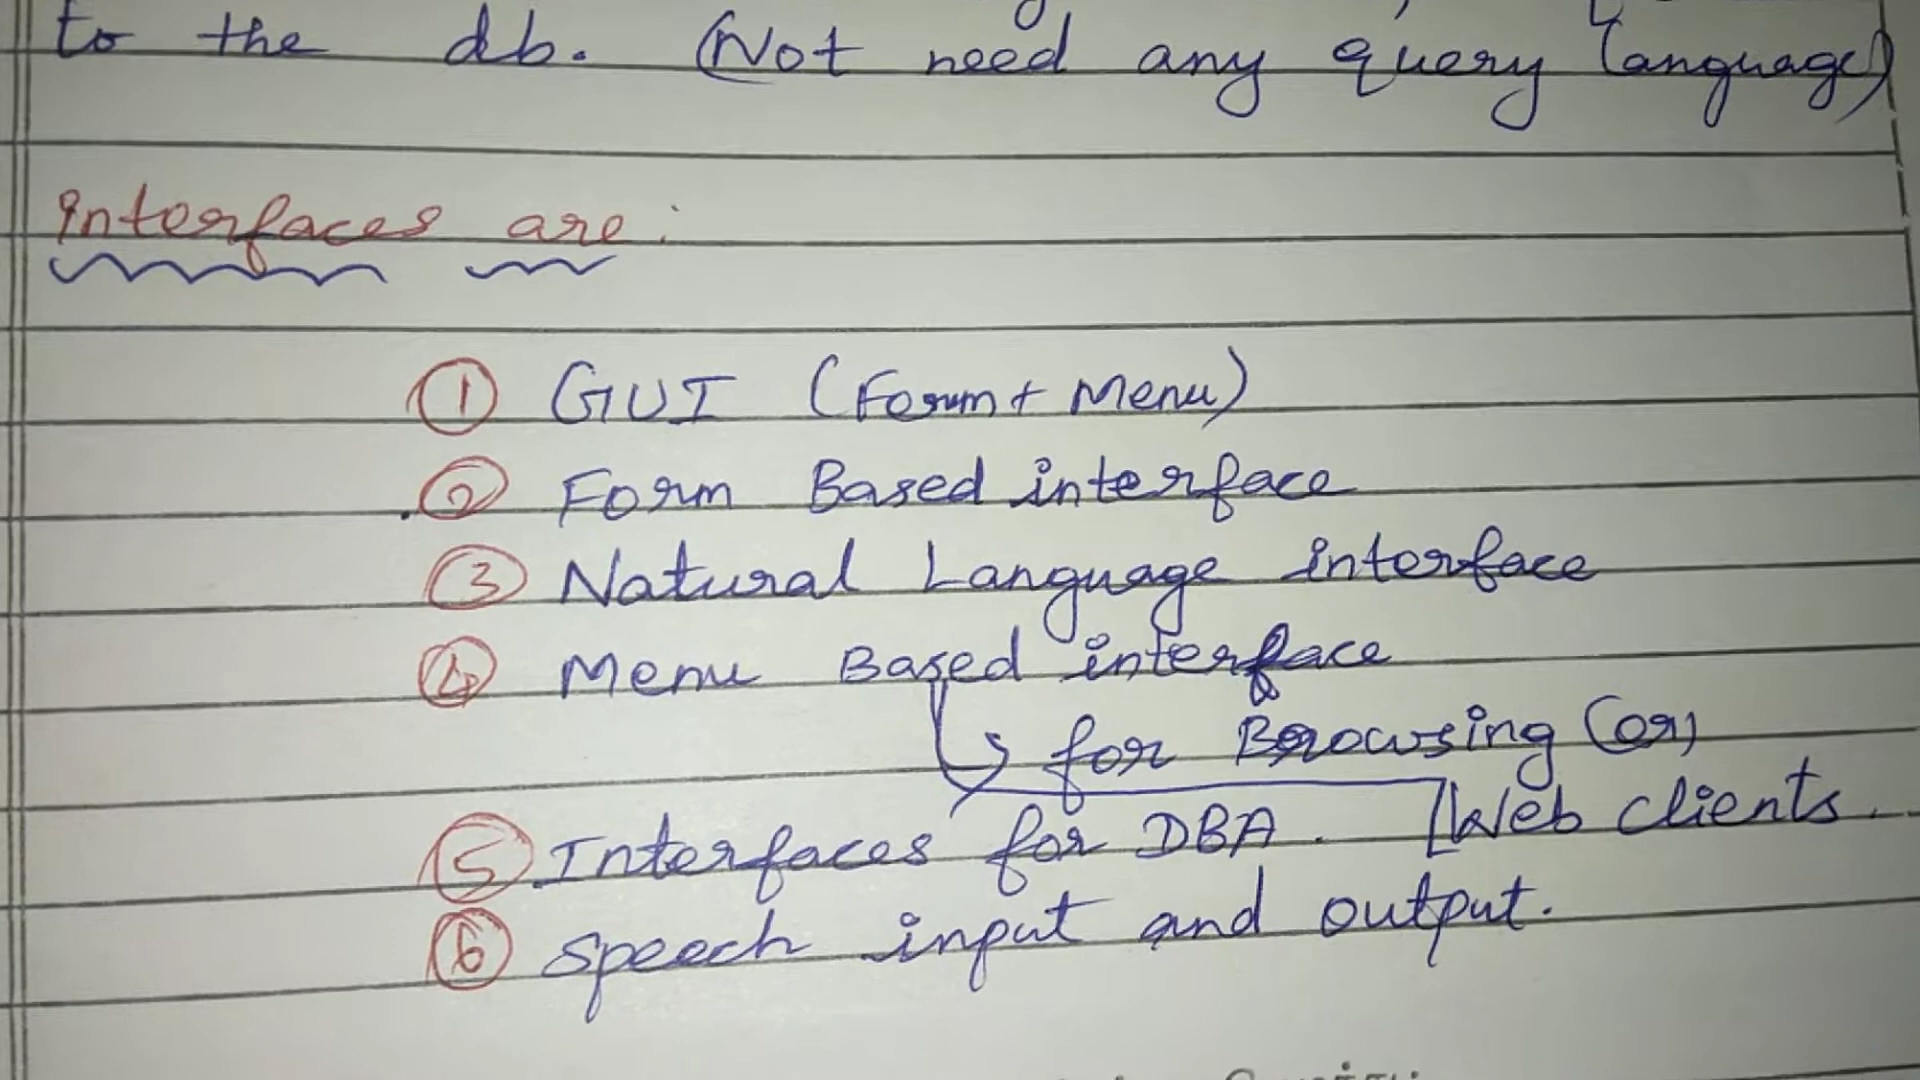 to the db. (Not need any query language)
interfaces are:
① GUI (Form + Menu)
② Form Based interface
③ Natural Language interface
④ Menu Based interface
for Browsing (or)
Web clients.
⑤ Interfaces for DBA.
⑥ speech input and output.